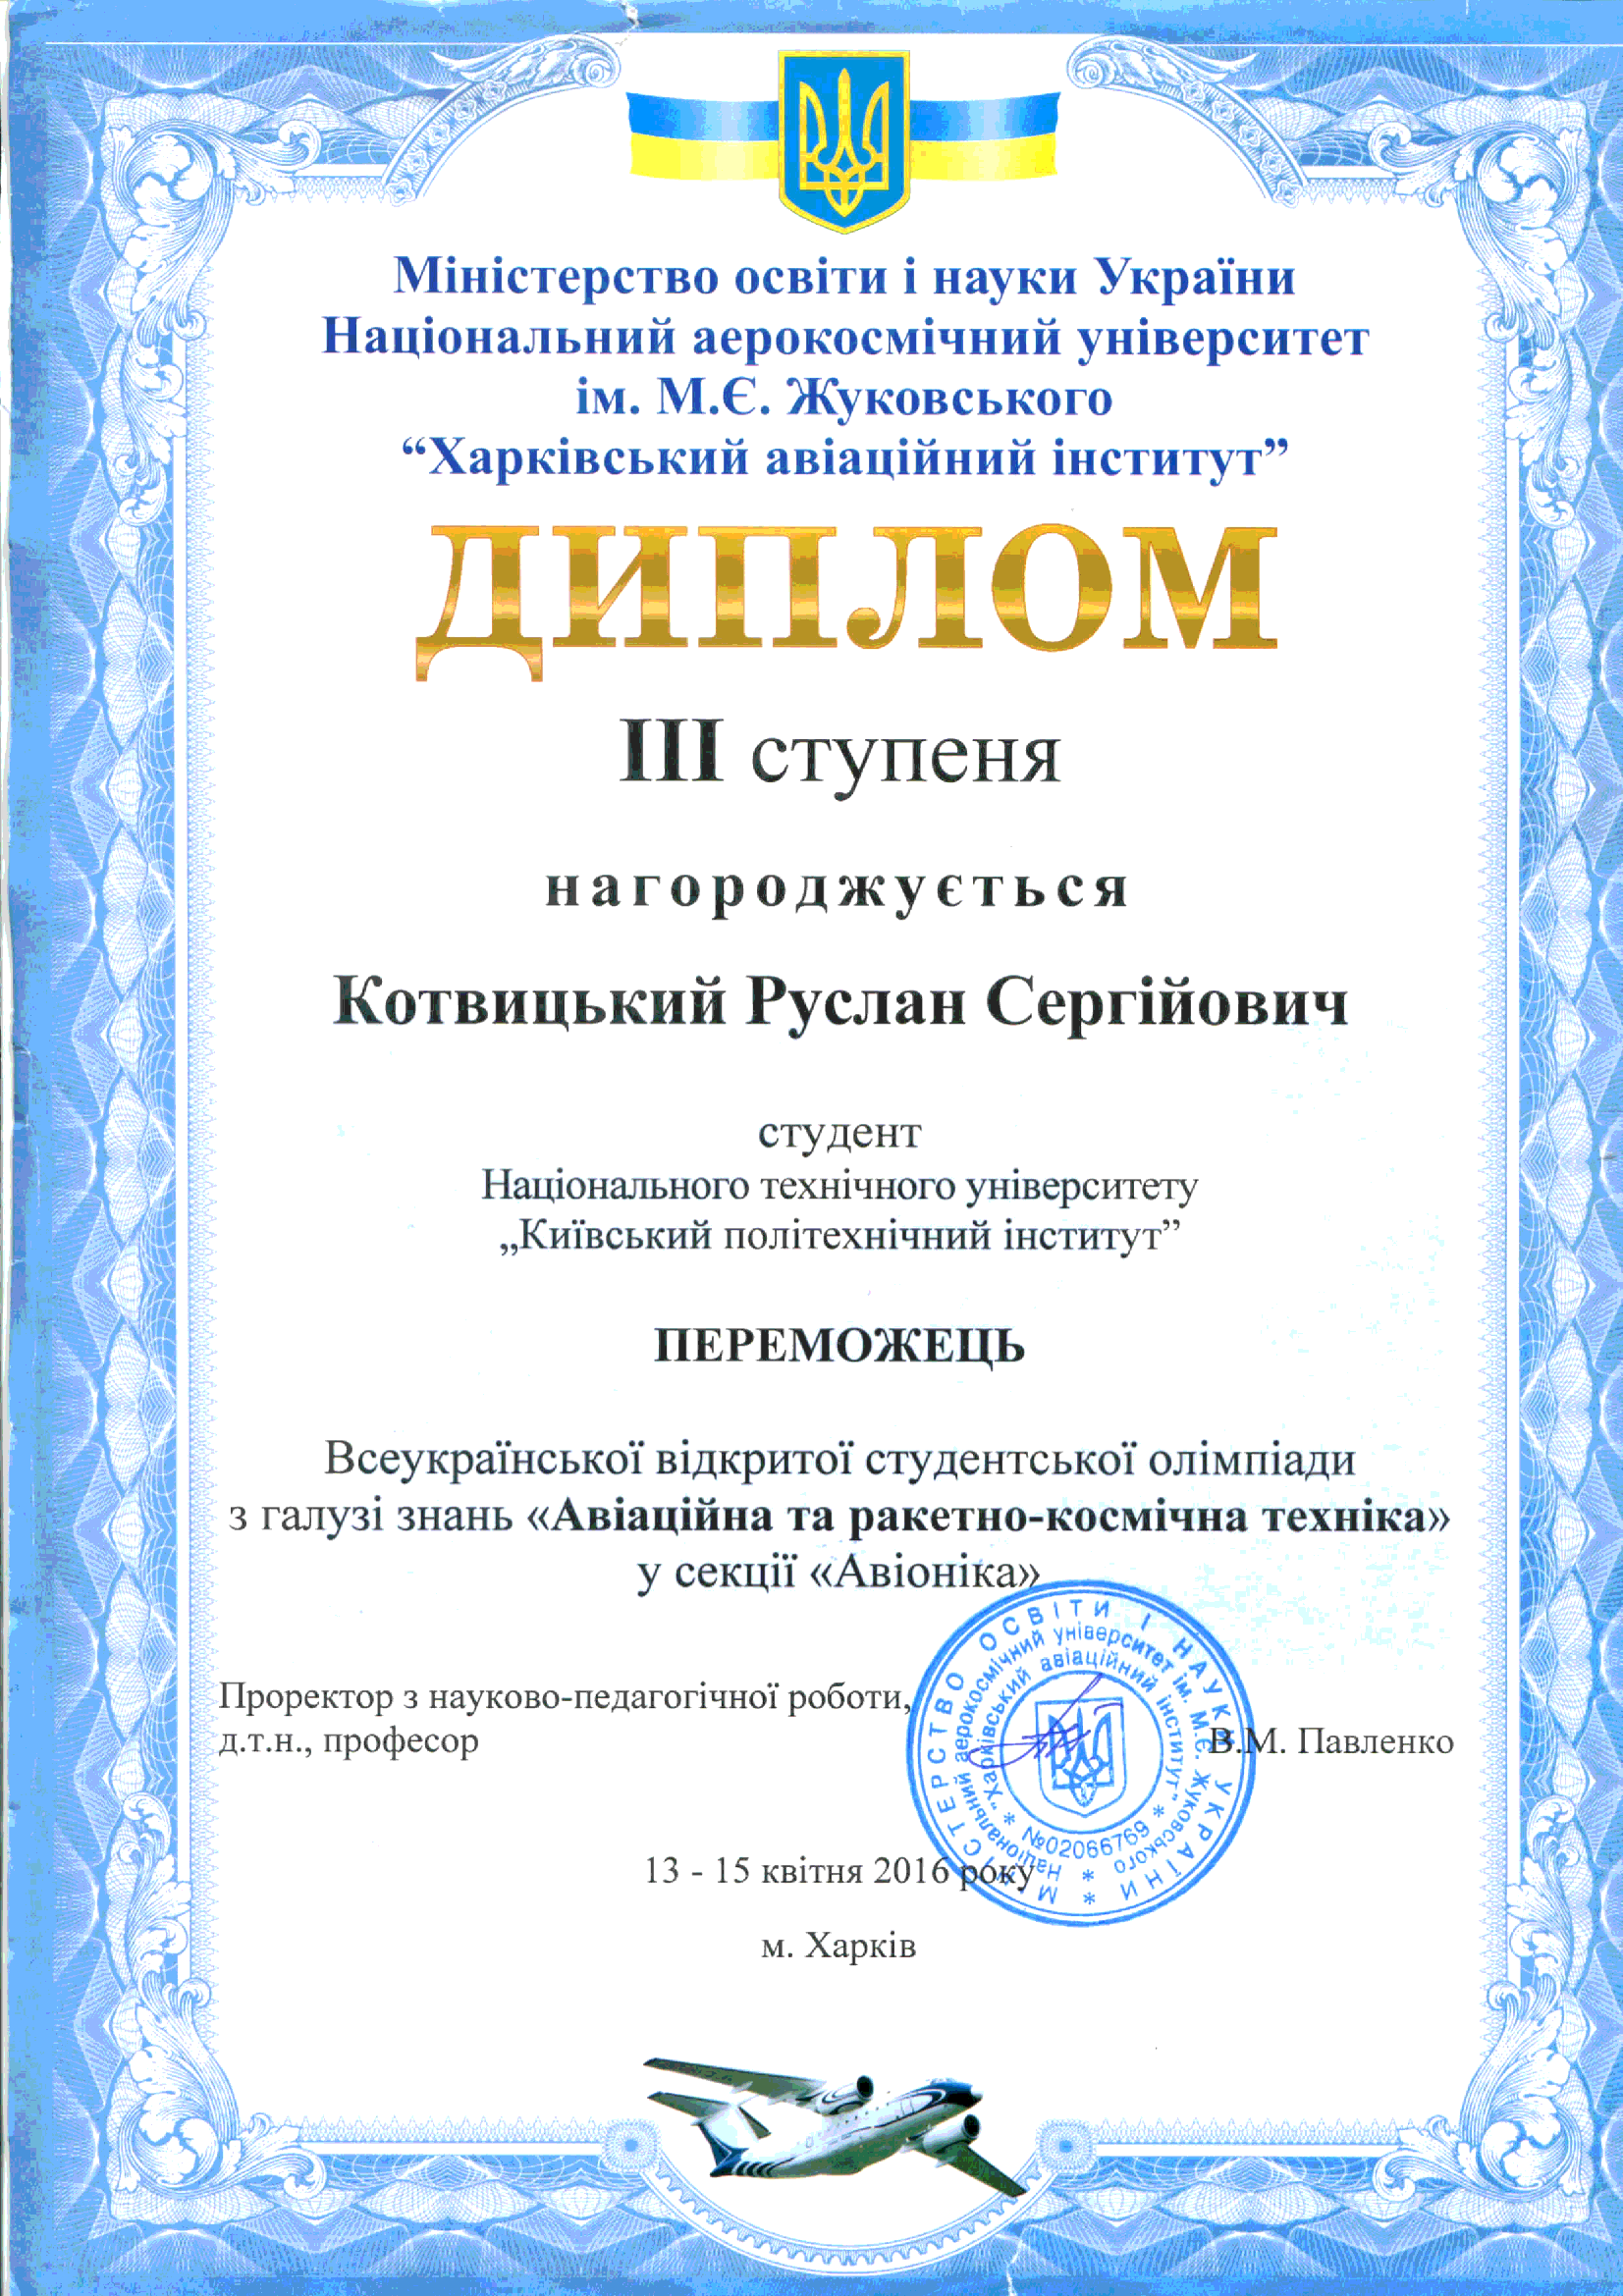 Міністерство освіти і науки України
Національний аерокосмічний університет
ім. М.Є. Жуковського
“Харківський авіаційний інститут”
ДИПЛОМ
III ступеня
нагороджується
Котвицький Руслан Сергійович
студент
Національного технічного університету
„Київський політехнічний інститут”
ПЕРЕМОЖЕЦЬ
Всеукраїнської відкритої студентської олімпіади
з галузі знань «Авіаційна та ракетно-космічна техніка»
у секції «Авіоніка»
Проректор з науково-педагогічної роботи,
д.т.н., професор
В.М. Павленко
МІНІСТЕРСТВО ОСВІТИ І НАУКИ УКРАЇНИ
Національний аерокосмічний університет ім. М.Є. Жуковського
"Харківський авіаційний інститут"
№02066769
13 - 15 квітня 2016 року
м. Харків